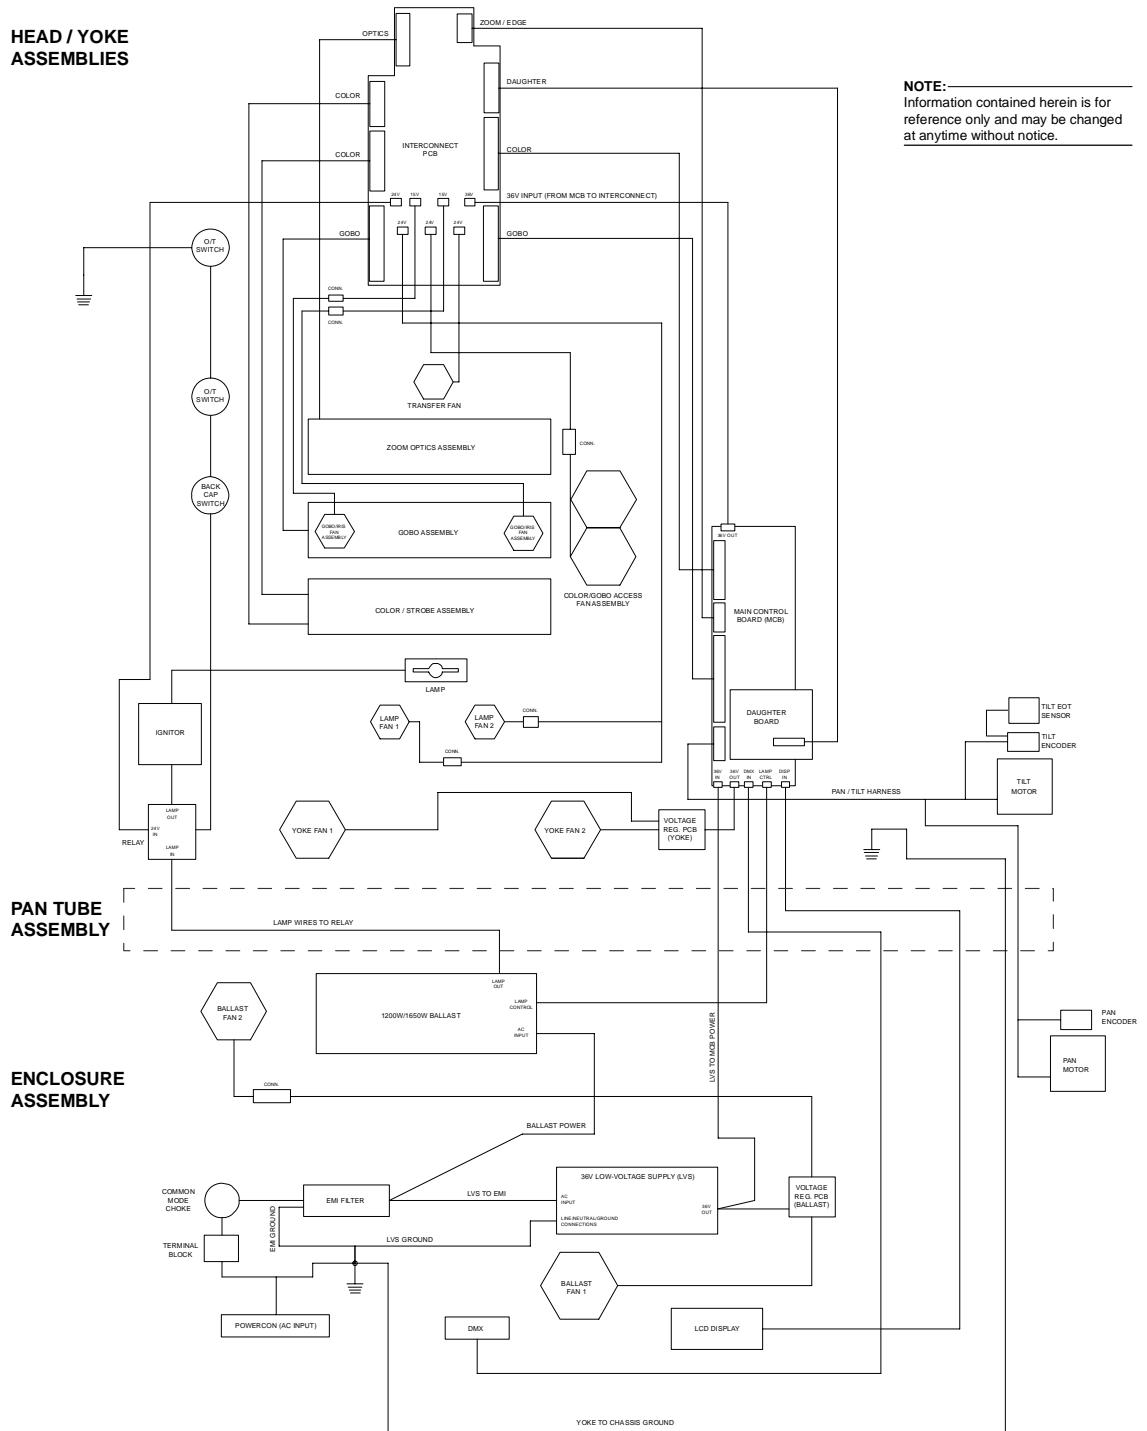 HEAD / YOKE
ASSEMBLIES
ZOOM / EDGE
OPTICS
DAUGHTER
NOTE:
Information contained herein is for
reference only and may be changed
at anytime without notice.
COLOR
INTERCONNECT
PCB
COLOR
COLOR
24V
15V
15V
36V
36V INPUT (FROM MCB TO INTERCONNECT)
24V
24V
24V
GOBO
GOBO
O/T
SWITCH
CONN.
CONN.
O/T
SWITCH
TRANSFER FAN
ZOOM OPTICS ASSEMBLY
CONN.
BACK
CAP
SWITCH
GOBO/IRIS
FAN
ASSEMBLY
GOBO ASSEMBLY
GOBO/IRIS
FAN
ASSEMBLY
36V OUT
COLOR/GOBO ACCESS
FAN ASSEMBLY
COLOR / STROBE ASSEMBLY
MAIN CONTROL
BOARD (MCB)
LAMP
IGNITOR
LAMP
FAN 1
LAMP
FAN 2
CONN.
CONN.
DAUGHTER
BOARD
TILT EOT
SENSOR
TILT
ENCODER
TILT
MOTOR
36V
IN
36V
OUT
DMX
IN
LAMP
CTRL
DISP
IN
PAN / TILT HARNESS
LAMP
OUT
24V
IN
LAMP
IN
RELAY
YOKE FAN 1
YOKE FAN 2
VOLTAGE
REG. PCB
(YOKE)
PAN TUBE
ASSEMBLY
LAMP WIRES TO RELAY
BALLAST
FAN 2
LAMP
OUT
LAMP
CONTROL
AC
INPUT
1200W/1650W BALLAST
LVS TO MCB POWER
PAN
ENCODER
PAN
MOTOR
ENCLOSURE
ASSEMBLY
CONN.
BALLAST POWER
COMMON
MODE
CHOKE
EMI FILTER
LVS TO EMI
36V LOW-VOLTAGE SUPPLY (LVS)
AC
INPUT
36V
OUT
LINE/NEUTRAL/GROUND
CONNECTIONS
VOLTAGE
REG. PCB
(BALLAST)
EMI GROUND
LVS GROUND
TERMINAL
BLOCK
BALLAST
FAN 1
POWERCON (AC INPUT)
DMX
LCD DISPLAY
YOKE TO CHASSIS GROUND